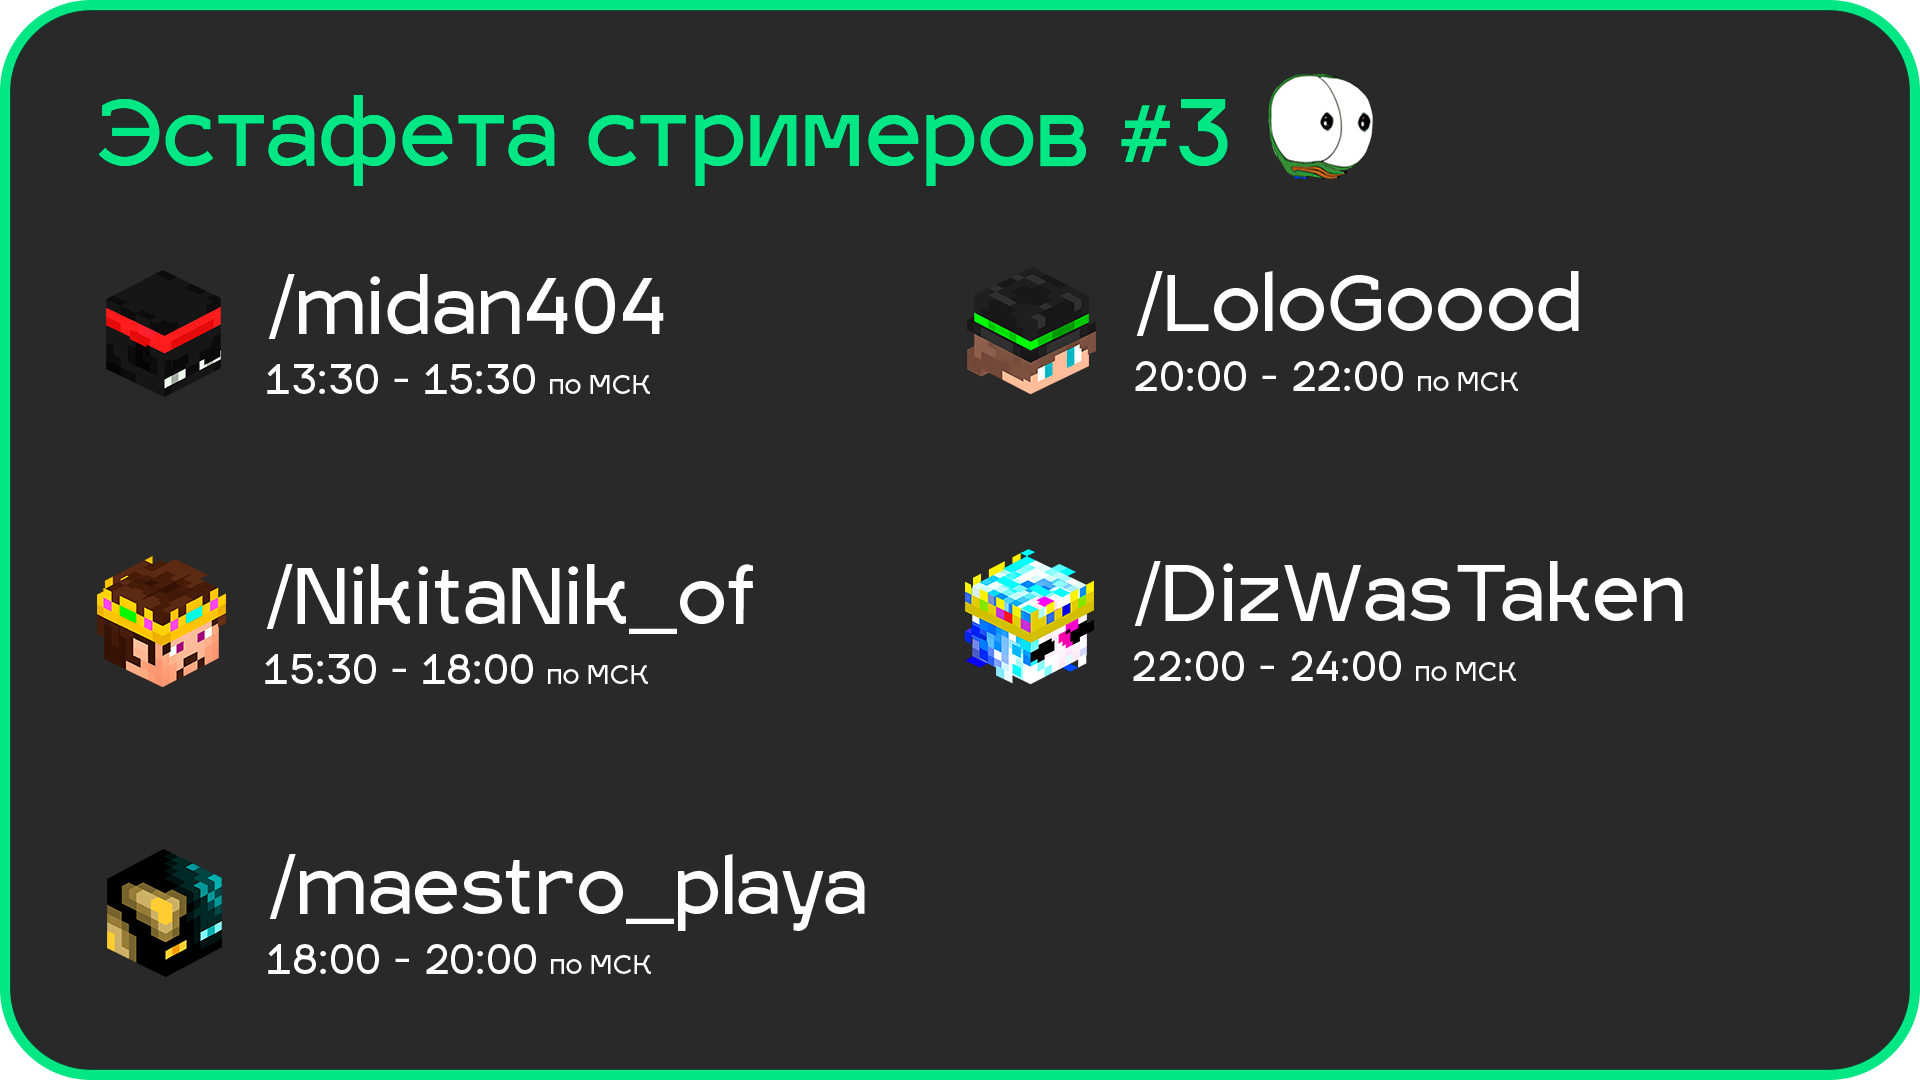 Эстафета стримеров #3
/midan404
13:30 - 15:30 по МСК
/NikitaNik_of
15:30 - 18:00 по МСК
/maestro_playa
18:00 - 20:00 по МСК
/LoloGoood
20:00 - 22:00 по МСК
/DizWasTaken
22:00 - 24:00 по МСК